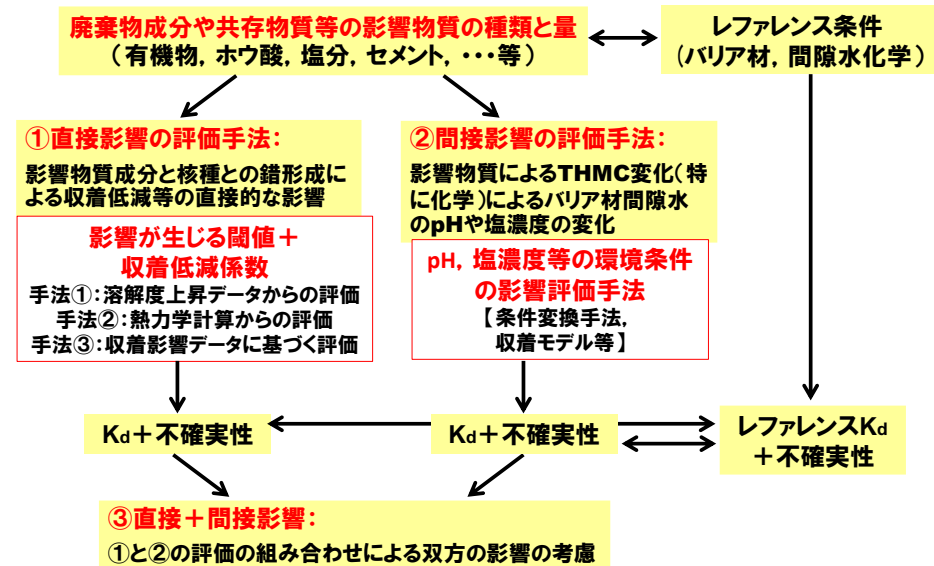 廃棄物成分や共存物質等の影響物質の種類と量
（有機物，ホウ酸，塩分，セメント，・・・等）
レファレンス条件
（バリア材，間隙水化学）
①直接影響の評価手法：
影響物質成分と核種との錯形成に
よる収着低減等の直接的な影響
影響が生じる閾値＋
収着低減係数
手法①：溶解度上昇データからの評価
手法②：熱力学計算からの評価
手法③：収着影響データに基づく評価
②間接影響の評価手法：
影響物質によるTHMC変化（特
に化学）によるバリア材間隙水
のpHや塩濃度の変化
pH，塩濃度等の環境条件
の影響評価手法
【条件変換手法，
収着モデル等】
Kd＋不確実性
Kd＋不確実性
レファレンスKd
＋不確実性
③直接＋間接影響：
①と②の評価の組み合わせによる双方の影響の考慮